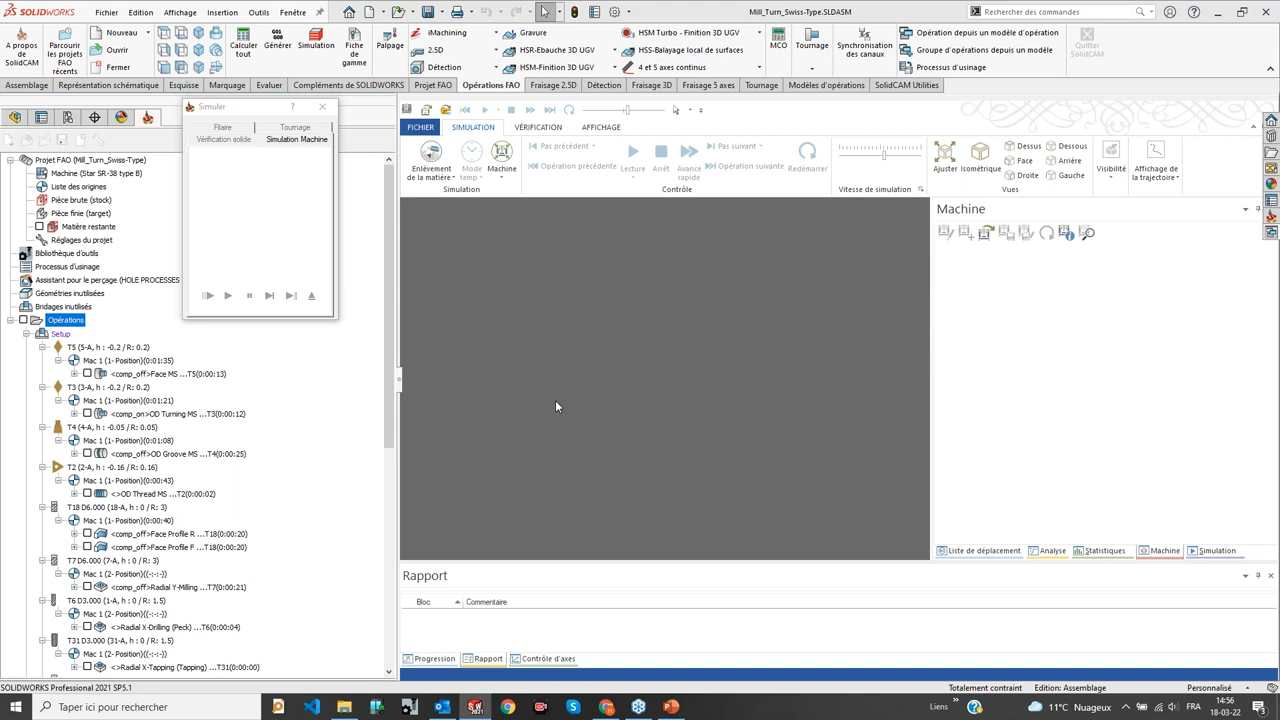 SOLIDWORKS
Fichier Edition Affichage Insertion Outils Fenêtre
Mill_Turn_Swiss-Type.SLDASM
Rechercher des commandes
A propos de SolidCAM
Parcourir les projets FAO récents
Nouveau
Ouvrir
Fermer
Calculer tout
Générer
Simulation
Fiche de gamme
Palpage
iMachining
2.5D
Détection
Gravure
HSR-Ebauche 3D UGV
HSM-Finition 3D UGV
HSM Turbo - Finition 3D UGV
HSS-Balayage local de surfaces
4 et 5 axes continus
MCO
Tournage
Synchronisation des canaux
Opération depuis un modèle d'opération
Groupe d'opérations depuis un modèle
Processus d'usinage
Quitter SolidCAM
Assemblage Représentation schématique Esquisse Marquage Evaluer Compléments de SOLIDWORKS Projet FAO Opérations FAO Fraisage 2.5D Détection Fraisage 3D Fraisage 5 axes Tournage Modèles d'opérations SolidCAM Utilities
Simuler
?
Filaire Tournage
Vérification solide Simulation Machine
Projet FAO (Mill_Turn_Swiss-Type)
Machine (Star SR-38 type B)
Liste des origines
Pièce brute (stock)
Pièce finie (target)
Matière restante
Réglages du projet
Bibliothèque d'outils
Processus d'usinage
Assistant pour le perçage (HOLE PROCESSES
Géométries inutilisées
Bridages inutilisés
Opérations
Setup
T5 (5-A, h : -0.2 / R: 0.2)
Mac 1 (1- Position)(0:01:35)
<comp_off>Face MS ...T5(0:00:13)
T3 (3-A, h : -0.2 / R: 0.2)
Mac 1 (1- Position)(0:01:21)
<comp_on>OD Turning MS ...T3(0:00:12)
T4 (4-A, h : -0.05 / R: 0.05)
Mac 1 (1- Position)(0:01:08)
<comp_off>OD Groove MS ...T4(0:00:25)
T2 (2-A, h : -0.16 / R: 0.16)
Mac 1 (1- Position)(0:00:43)
<>OD Thread MS ...T2(0:00:02)
T18 D6.000 (18-A, h : 0 / R: 3)
Mac 1 (1- Position)(0:00:40)
<comp_off>Face Profile R ...T18(0:00:20)
<comp_off>Face Profile F ...T18(0:00:20)
T7 D6.000 (7-A, h : 0 / R: 3)
Mac 1 (2- Position)((-:-:-))
<comp_off>Radial Y-Milling ...T7(0:00:21)
T6 D3.000 (1-A, h : 0 / R: 1.5)
Mac 1 (2- Position)((-:-:-))
<>Radial X-Drilling (Peck) ...T6(0:00:04)
T31 D3.000 (31-A, h : 0 / R: 1.5)
Mac 1 (2- Position)((-:-:-))
<>Radial X-Tapping (Tapping) ...T31(0:00:00)
FICHIER SIMULATION VÉRIFICATION AFFICHAGE
Enlèvement de la matière
Mode temp
Machine
Simulation
Pas précédent
Opération précédente
Lecture
Arrêt
Avance rapide
Pas suivant
Opération suivante
Redémarrer
Contrôle
Vitesse de simulation
Ajuster
Isométrique
Dessus
Face
Droite
Dessous
Arrière
Gauche
Vues
Visibilité
Affichage de la trajectoire
Machine
Liste de déplacement Analyse Statistiques Machine Simulation
Rapport
Bloc Commentaire
Progression Rapport Contrôle d'axes
SOLIDWORKS Professional 2021 SP5.1
Totalement contraint Edition: Assemblage Personnalisé
Taper ici pour rechercher
Liens
11°C Nuageux
FRA
14:56
18-03-22